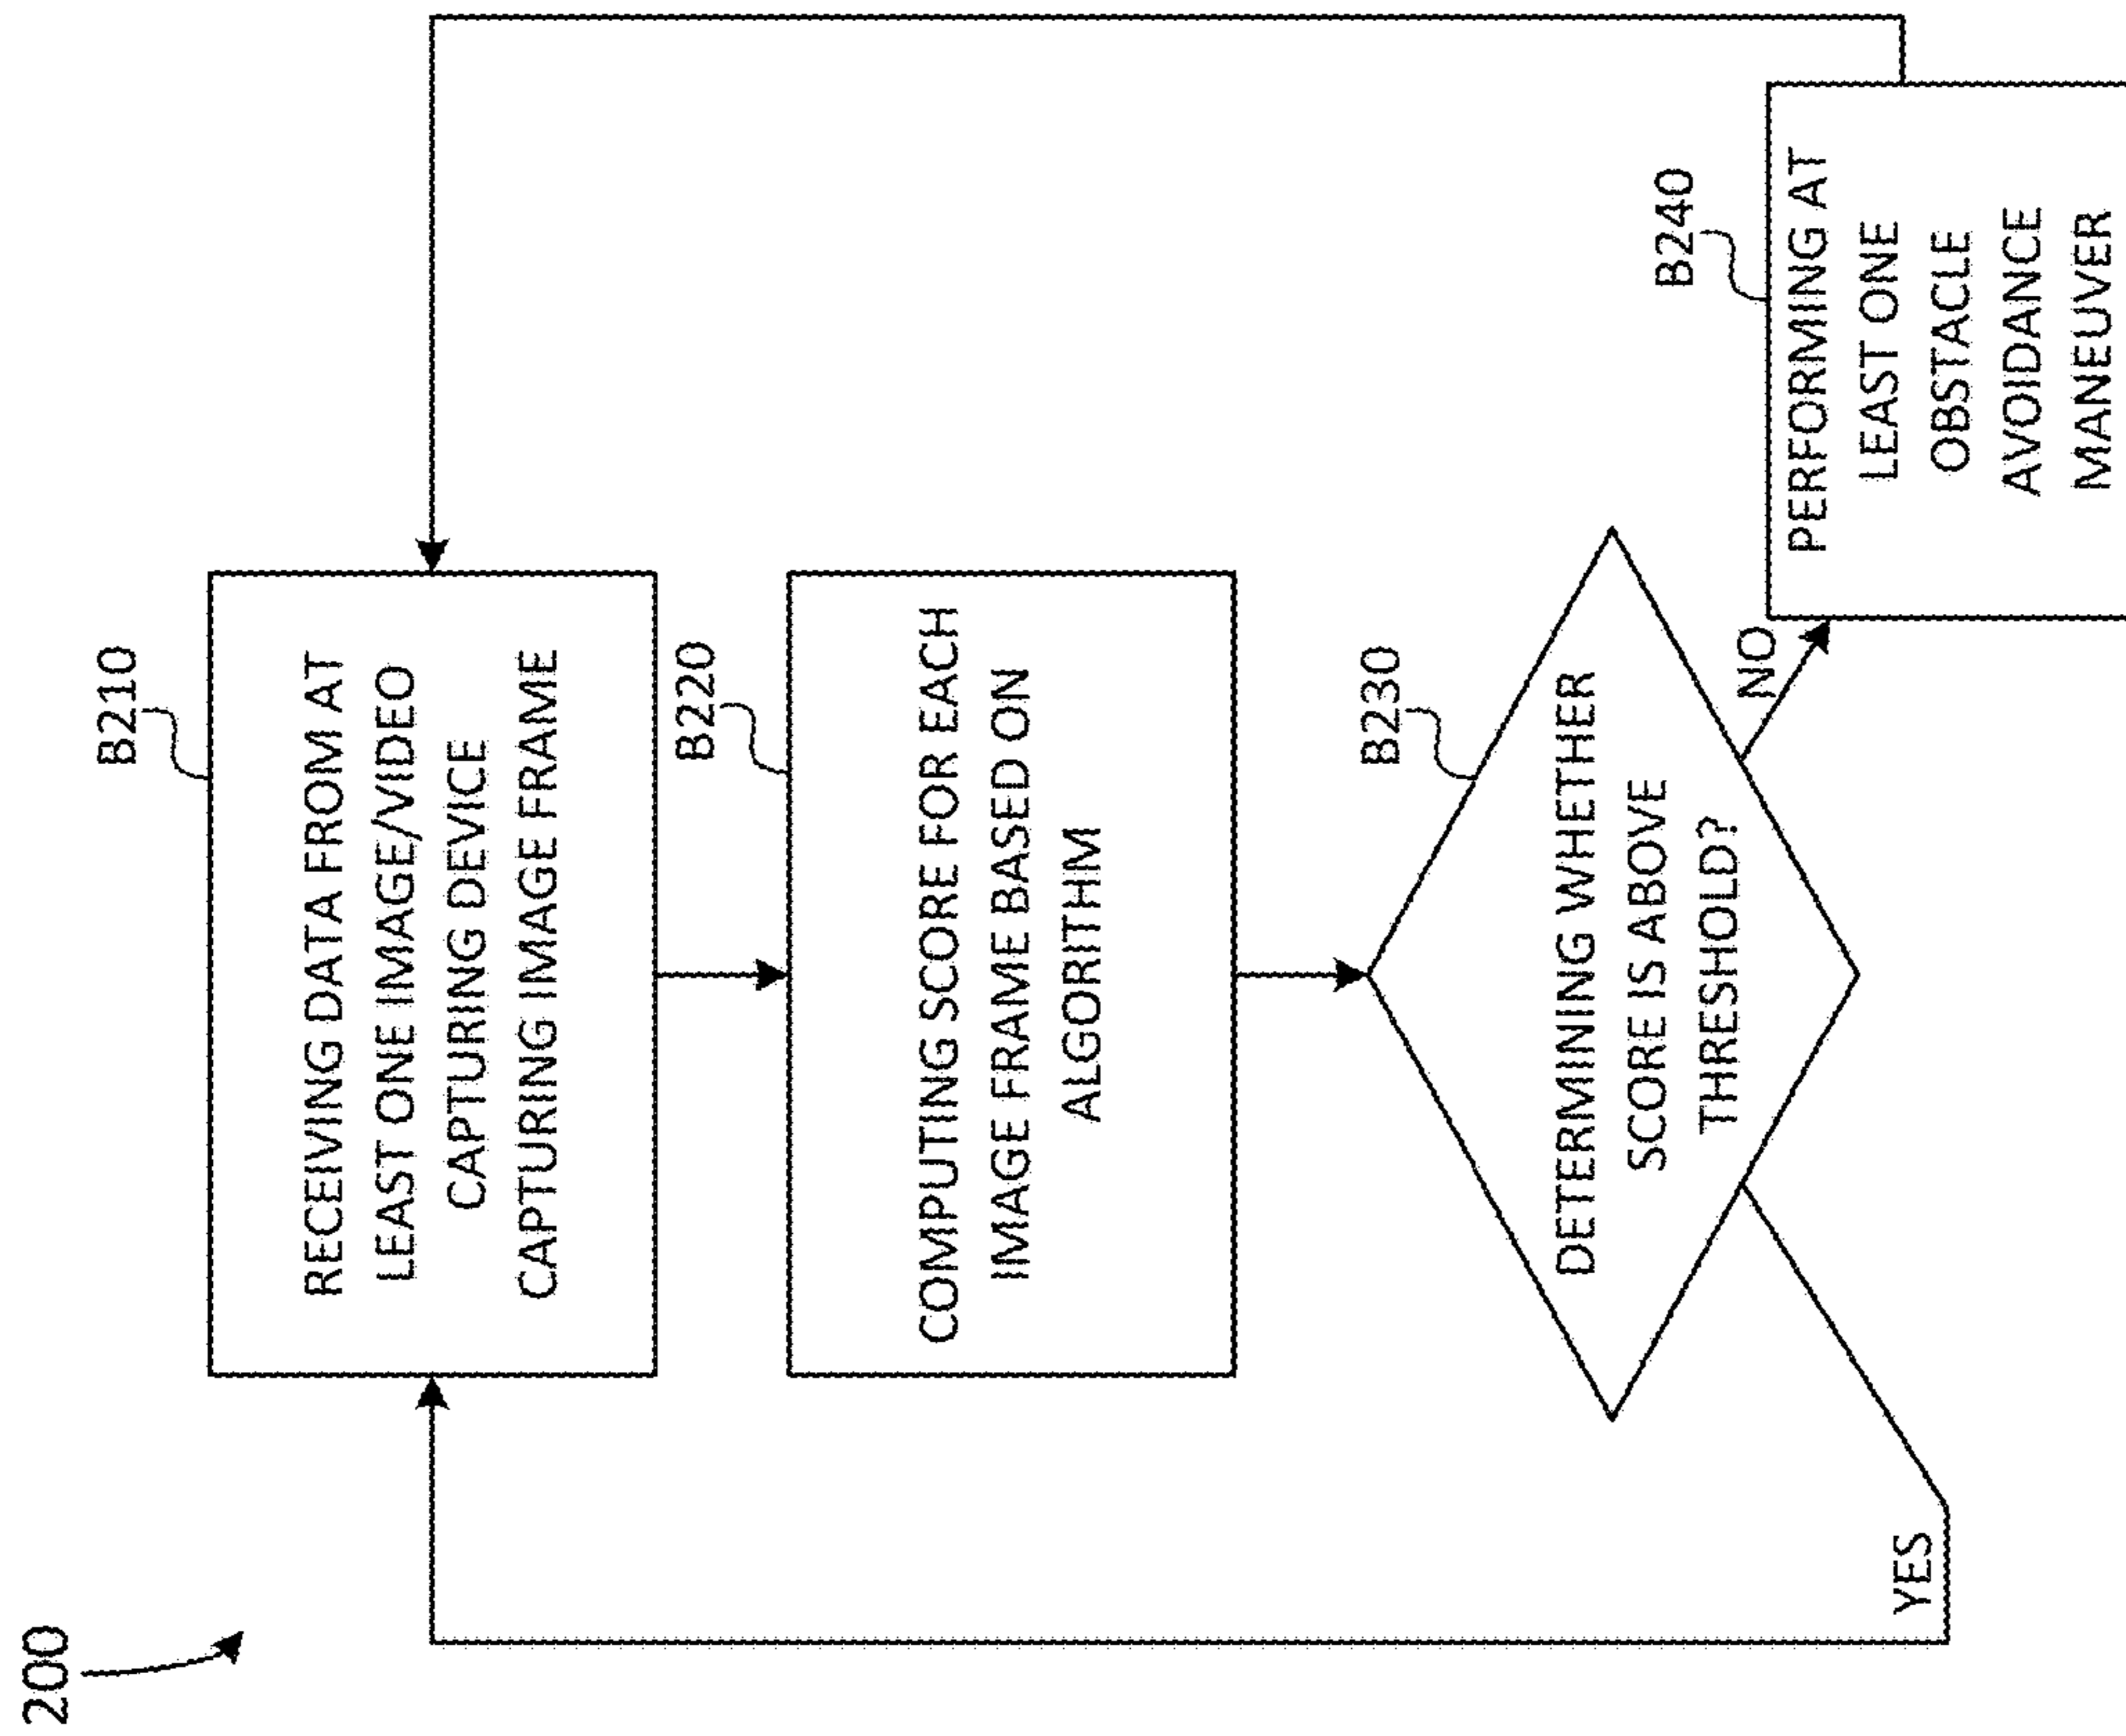 200
B210
RECEIVING DATA FROM AT
LEAST ONE IMAGE/VIDEO
CAPTURING DEVICE
CAPTURING IMAGE FRAME
B220
COMPUTING SCORE FOR EACH
IMAGE FRAME BASED ON
ALGORITHM
B230
DETERMINING WHETHER
SCORE IS ABOVE
THRESHOLD?
YES
NO
B240
PERFORMING AT
LEAST ONE
OBSTACLE
AVOIDANCE
MANEUVER